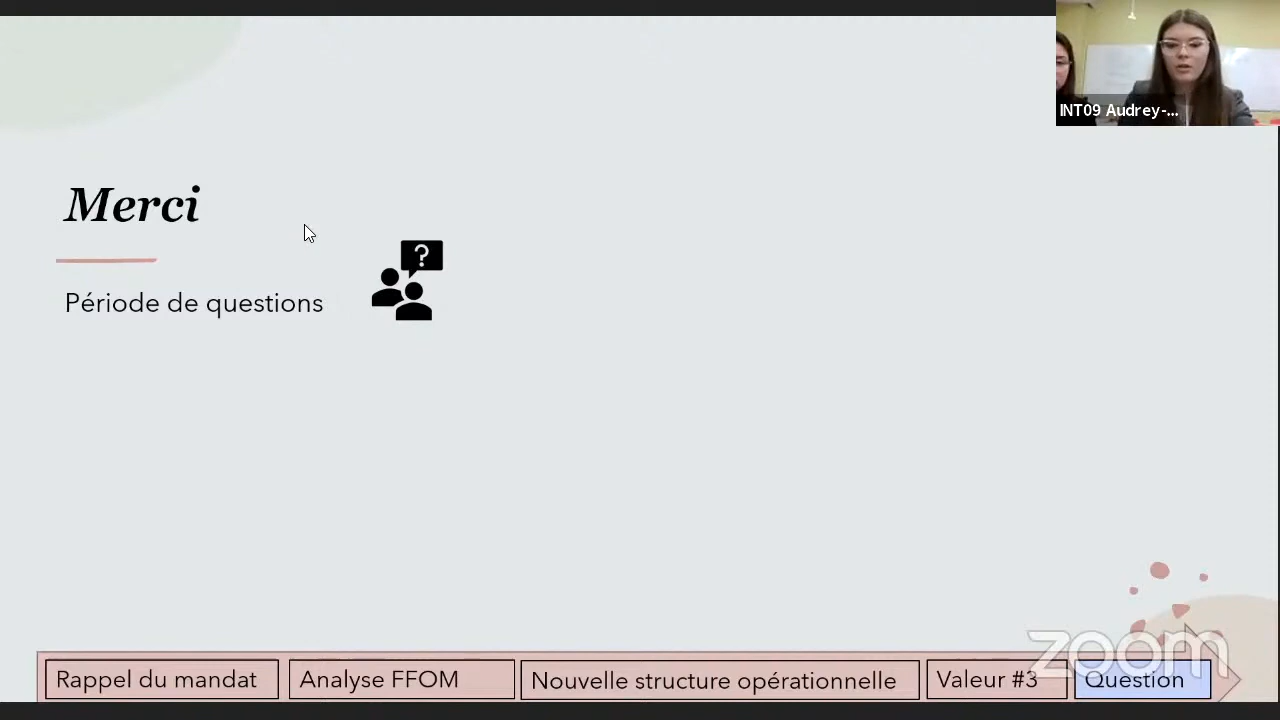 INT09 Audrey-...
Merci
?
Période de questions
zoom
Rappel du mandat
Analyse FFOM
Nouvelle structure opérationnelle
Valeur #3
Question